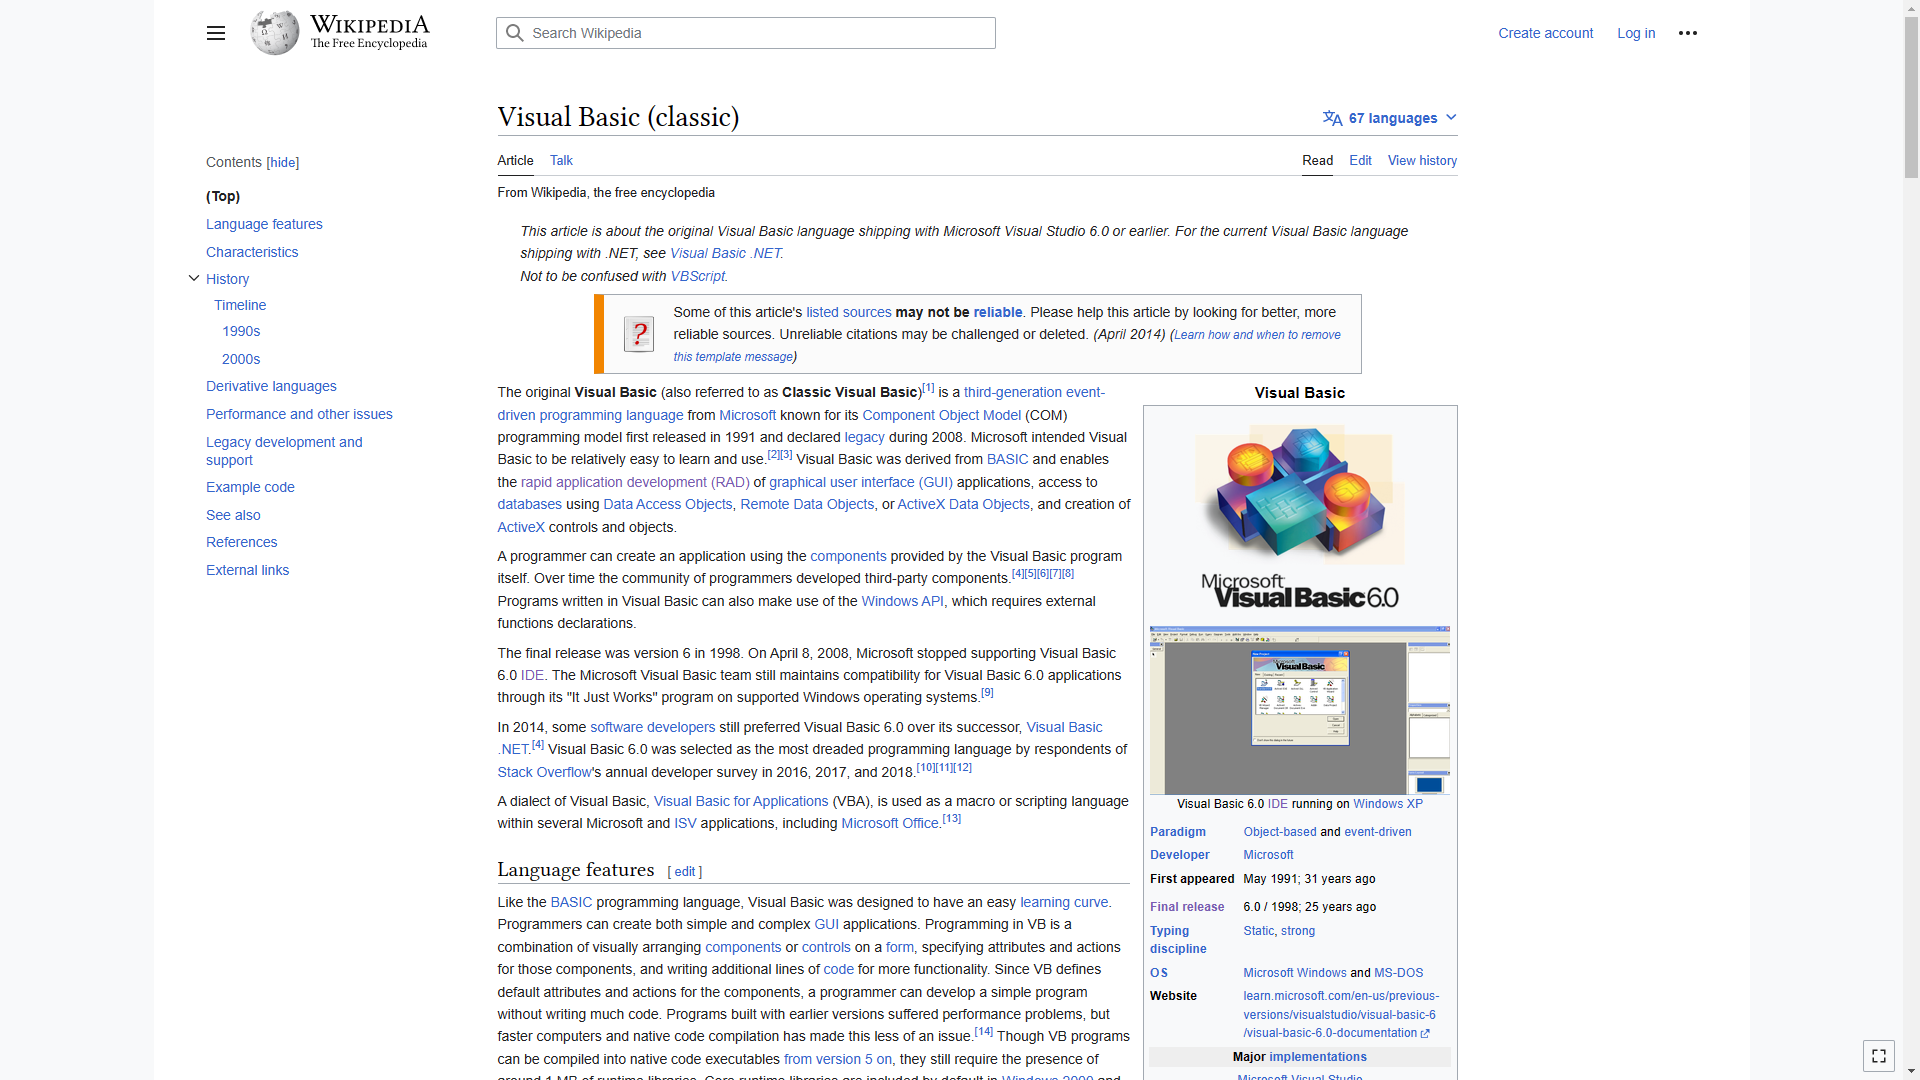 WIKIPEDIA
The Free Encyclopedia
Search Wikipedia
Create account
Log in
Visual Basic (classic)
67 languages
Article
Talk
Read
Edit
View history
From Wikipedia, the free encyclopedia
Contents [hide]
(Top)
Language features
Characteristics
History
Timeline
1990s
2000s
Derivative languages
Performance and other issues
Legacy development and
support
Example code
See also
References
External links
This article is about the original Visual Basic language shipping with Microsoft Visual Studio 6.0 or earlier. For the current Visual Basic language
shipping with .NET, see Visual Basic .NET.
Not to be confused with VBScript.
Some of this article's listed sources may not be reliable. Please help this article by looking for better, more
reliable sources. Unreliable citations may be challenged or deleted. (April 2014) (Learn how and when to remove
this template message)
The original Visual Basic (also referred to as Classic Visual Basic)[1] is a third-generation event-
driven programming language from Microsoft known for its Component Object Model (COM)
programming model first released in 1991 and declared legacy during 2008. Microsoft intended Visual
Basic to be relatively easy to learn and use.[2][3] Visual Basic was derived from BASIC and enables
the rapid application development (RAD) of graphical user interface (GUI) applications, access to
databases using Data Access Objects, Remote Data Objects, or ActiveX Data Objects, and creation of
ActiveX controls and objects.
A programmer can create an application using the components provided by the Visual Basic program
itself. Over time the community of programmers developed third-party components.[4][5][6][7][8]
Programs written in Visual Basic can also make use of the Windows API, which requires external
functions declarations.
The final release was version 6 in 1998. On April 8, 2008, Microsoft stopped supporting Visual Basic
6.0 IDE. The Microsoft Visual Basic team still maintains compatibility for Visual Basic 6.0 applications
through its "It Just Works" program on supported Windows operating systems.[9]
In 2014, some software developers still preferred Visual Basic 6.0 over its successor, Visual Basic
.NET.[4] Visual Basic 6.0 was selected as the most dreaded programming language by respondents of
Stack Overflow's annual developer survey in 2016, 2017, and 2018.[10][11][12]
A dialect of Visual Basic, Visual Basic for Applications (VBA), is used as a macro or scripting language
within several Microsoft and ISV applications, including Microsoft Office.[13]
Language features [ edit ]
Like the BASIC programming language, Visual Basic was designed to have an easy learning curve.
Programmers can create both simple and complex GUI applications. Programming in VB is a
combination of visually arranging components or controls on a form, specifying attributes and actions
for those components, and writing additional lines of code for more functionality. Since VB defines
default attributes and actions for the components, a programmer can develop a simple program
without writing much code. Programs built with earlier versions suffered performance problems, but
faster computers and native code compilation has made this less of an issue.[14] Though VB programs
can be compiled into native code executables from version 5 on, they still require the presence of
around 1 MB of runtime libraries. Core runtime libraries are included by default in Windows 2000 and
Visual Basic
Microsoft
Visual Basic 6.0
Visual Basic 6.0 IDE running on Windows XP
Paradigm Object-based and event-driven
Developer Microsoft
First appeared May 1991; 31 years ago
Final release 6.0 / 1998; 25 years ago
Typing
discipline
Static, strong
OS Microsoft Windows and MS-DOS
Website learn.microsoft.com/en-us/previous-
versions/visualstudio/visual-basic-6
/visual-basic-6.0-documentation
Major implementations
Microsoft Visual Studio